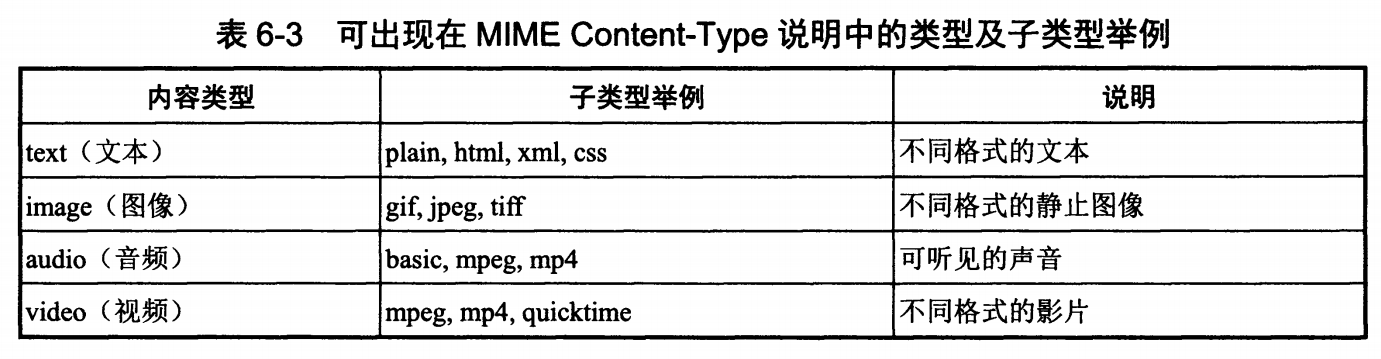 表 6-3 可出现在 MIME Content-Type 说明中的类型及子类型举例
内容类型 子类型举例 说明
text（文本） plain, html, xml, css 不同格式的文本
image（图像） gif, jpeg, tiff 不同格式的静止图像
audio（音频） basic, mpeg, mp4 可听见的声音
video（视频） mpeg, mp4, quicktime 不同格式的影片